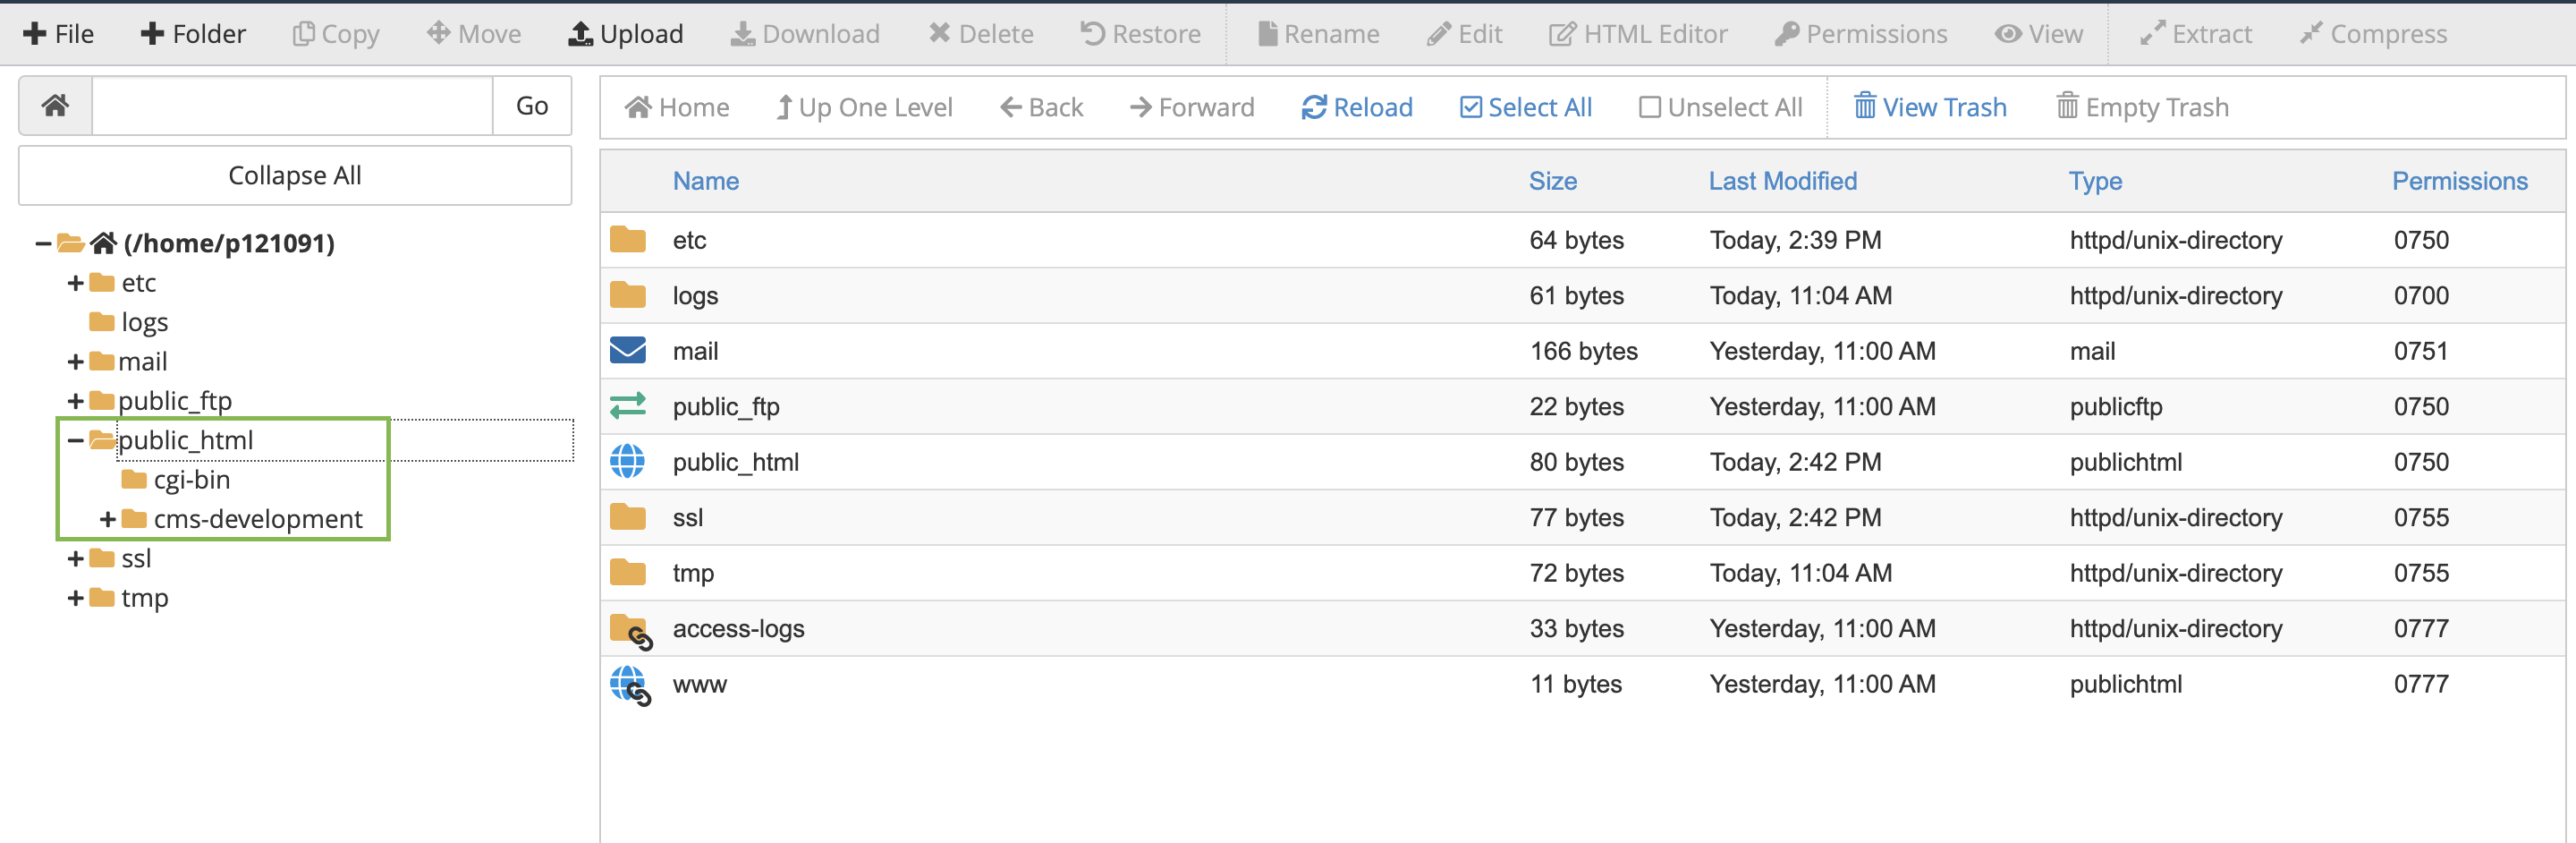 File Folder Copy Move Upload Download Delete Restore Rename Edit HTML Editor Permissions View Extract Compress
Go
Collapse All
(/home/p121091)
etc
logs
mail
public_ftp
public_html
cgi-bin
cms-development
ssl
tmp
Home Up One Level Back Forward Reload Select All Unselect All View Trash Empty Trash
Name Size Last Modified Type Permissions
etc 64 bytes Today, 2:39 PM httpd/unix-directory 0750
logs 61 bytes Today, 11:04 AM httpd/unix-directory 0700
mail 166 bytes Yesterday, 11:00 AM mail 0751
public_ftp 22 bytes Yesterday, 11:00 AM publicftp 0750
public_html 80 bytes Today, 2:42 PM publichtml 0750
ssl 77 bytes Today, 2:42 PM httpd/unix-directory 0755
tmp 72 bytes Today, 11:04 AM httpd/unix-directory 0755
access-logs 33 bytes Yesterday, 11:00 AM httpd/unix-directory 0777
www 11 bytes Yesterday, 11:00 AM publichtml 0777